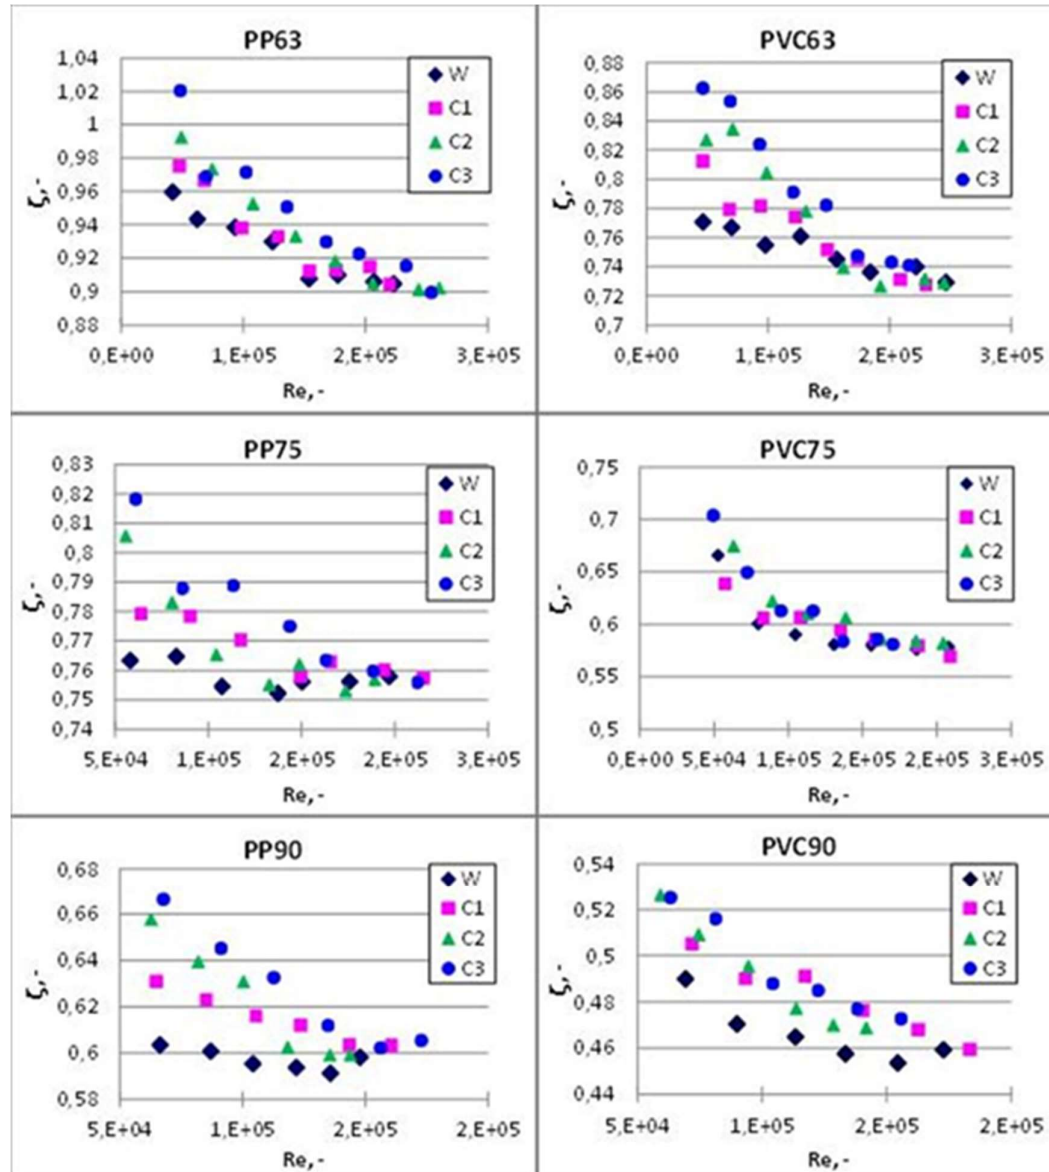 PP63
1,04
1,02
1
0,98
0,96
0,94
0,92
0,9
0,88
ζ,-
0,E+00 1,E+05 2,E+05 3,E+05
Re,-
W
C1
C2
C3
PVC63
0,88
0,86
0,84
0,82
0,8
0,78
0,76
0,74
0,72
0,7
ζ,-
0,E+00 1,E+05 2,E+05 3,E+05
Re,-
W
C1
C2
C3
PP75
0,83
0,82
0,81
0,8
0,79
0,78
0,77
0,76
0,75
0,74
ζ,-
5,E+04 1,E+05 2,E+05 2,E+05 3,E+05
Re,-
W
C1
C2
C3
PVC75
0,75
0,7
0,65
0,6
0,55
0,5
ζ,-
0,E+00 5,E+04 1,E+05 2,E+05 2,E+05 3,E+05
Re,-
W
C1
C2
C3
PP90
0,68
0,66
0,64
0,62
0,6
0,58
ζ,-
5,E+04 1,E+05 2,E+05 2,E+05
Re,-
W
C1
C2
C3
PVC90
0,54
0,52
0,5
0,48
0,46
0,44
ζ,-
5,E+04 1,E+05 2,E+05 2,E+05
Re,-
W
C1
C2
C3